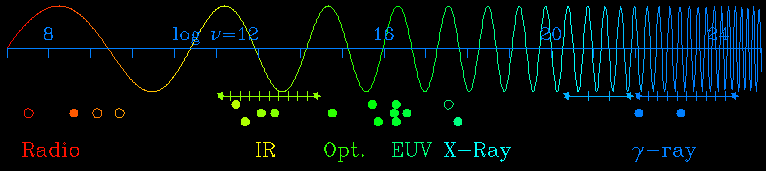 8 log ν=12 16 20 24
Radio IR Opt. EUV X-Ray γ-ray